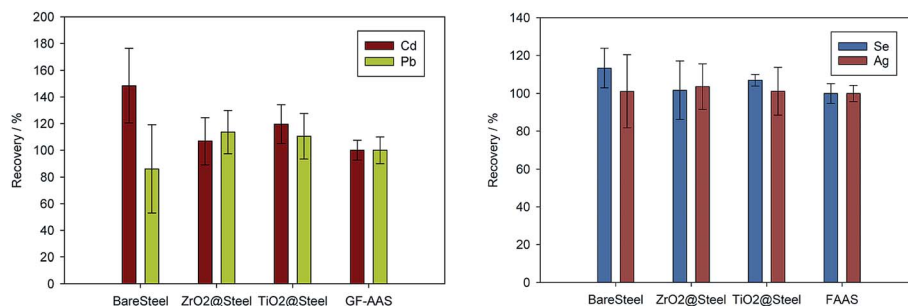 200
180
160
140
120
100
80
60
40
20
0
Recovery / %
Cd
Pb
BareSteel ZrO2@Steel TiO2@Steel GF-AAS
140
120
100
80
60
40
20
0
Recovery / %
Se
Ag
BareSteel ZrO2@Steel TiO2@Steel FAAS